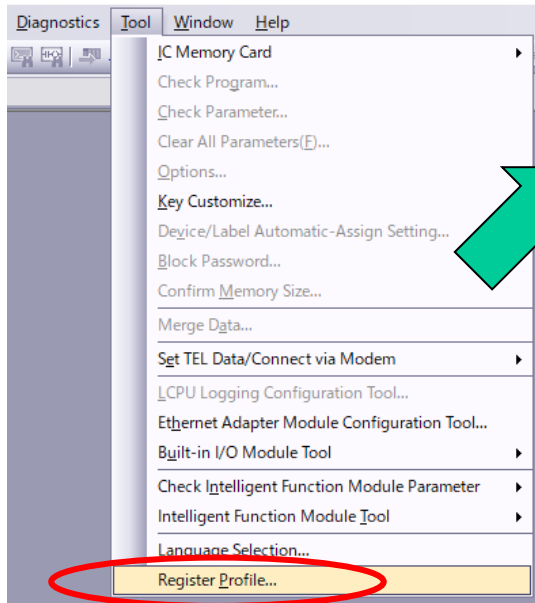 Diagnostics Tool Window Help
IC Memory Card
Check Program...
Check Parameter...
Clear All Parameters(F)...
Options...
Key Customize...
Device/Label Automatic-Assign Setting...
Block Password...
Confirm Memory Size...
Merge Data...
Set TEL Data/Connect via Modem
LCPU Logging Configuration Tool...
Ethernet Adapter Module Configuration Tool...
Built-in I/O Module Tool
Check Intelligent Function Module Parameter
Intelligent Function Module Tool
Language Selection...
Register Profile...